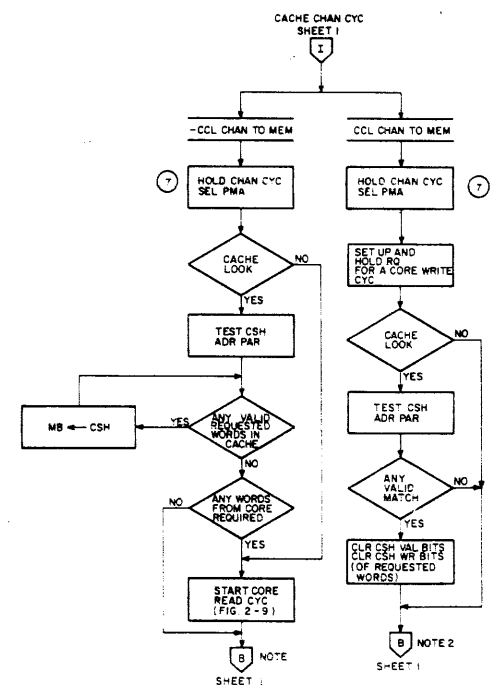 CACHE CHAN CYC
SHEET 1
I
-CCL CHAN TO MEM
CCL CHAN TO MEM
7
HOLD CHAN CYC
SEL PMA
HOLD CHAN CYC
SEL PMA
7
CACHE
LOOK
NO
YES
SET UP AND
HOLD RQ
FOR A CORE WRITE
CYC
TEST CSH
ADR PAR
CACHE
LOOK
NO
YES
MB ← CSH
YES
ANY VALID
REQUESTED
WORDS IN
CACHE
NO
TEST CSH
ADR PAR
NO
ANY WORDS
FROM CORE
REQUIRED
YES
ANY
VALID
MATCH
NO
YES
START CORE
READ CYC
(FIG. 2-9)
CLR CSH VAL BITS
CLR CSH WR BITS
(OF REQUESTED
WORDS)
B
NOTE
SHEET 1
B
NOTE 2
SHEET 1